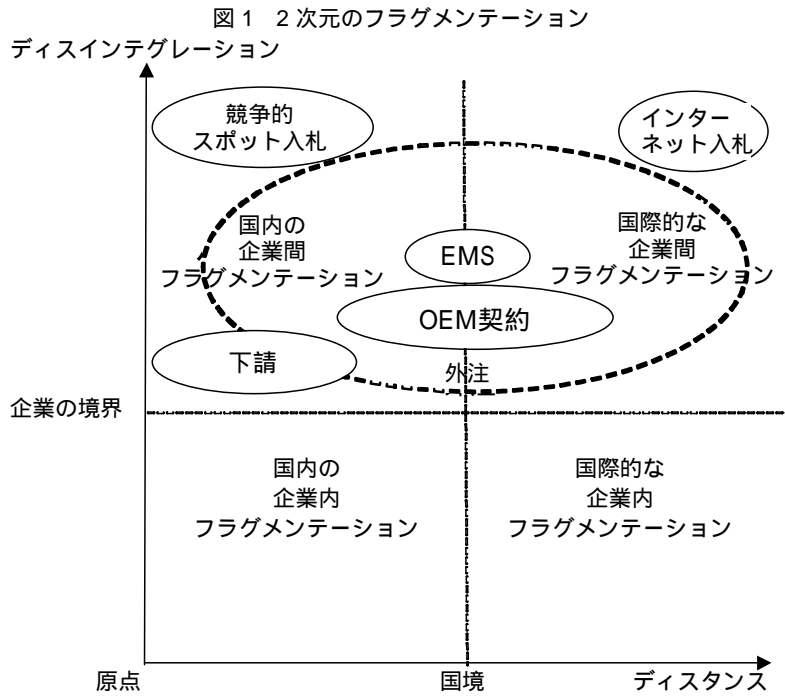 図１　２次元のフラグメンテーション
ディスインテグレーション
競争的
スポット入札
インター
ネット入札
国内の
企業間
フラグメンテーション
国際的な
企業間
フラグメンテーション
EMS
OEM契約
下請
外注
企業の境界
国内の
企業内
フラグメンテーション
国際的な
企業内
フラグメンテーション
原点
国境
ディスタンス